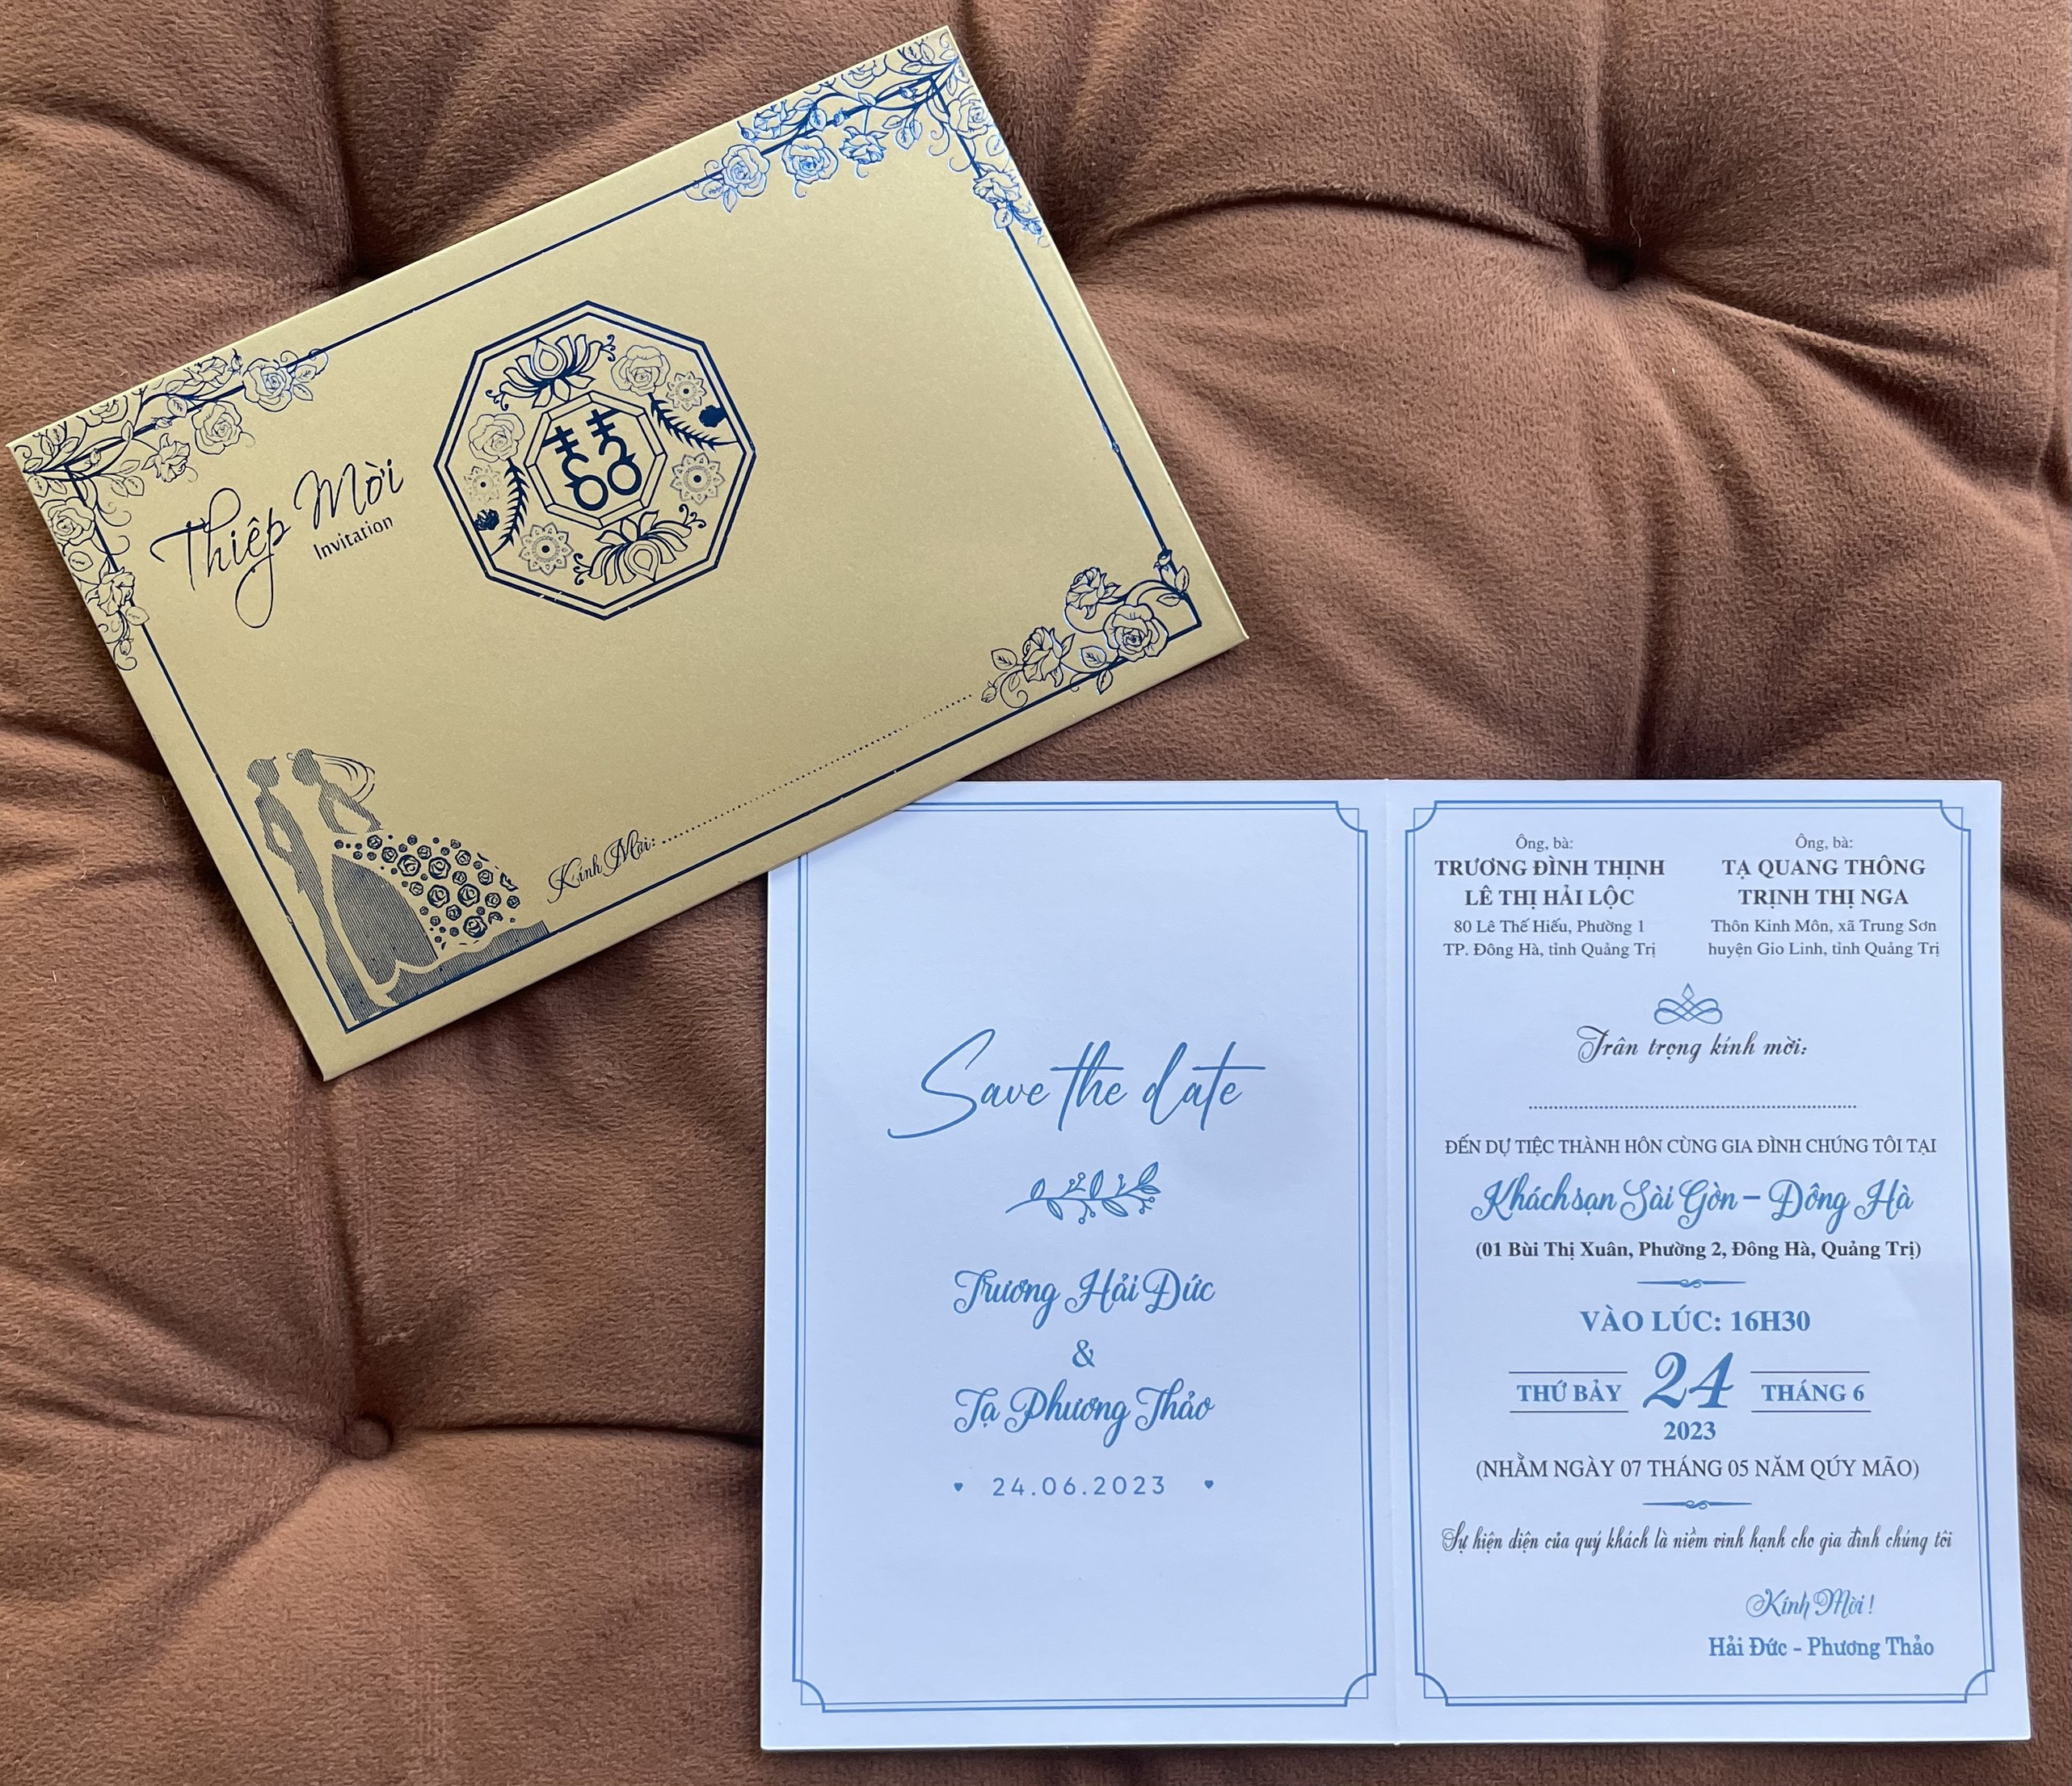 Thiệp Mời
Invitation
囍
Kính Mời:
Save the date
Trương Hải Đức
&
Tạ Phương Thảo
24.06.2023
Ông, bà:
TRƯƠNG ĐÌNH THỊNH
LÊ THỊ HẢI LỘC
80 Lê Thế Hiếu, Phường 1
TP. Đông Hà, tỉnh Quảng Trị
Ông, bà:
TẠ QUANG THÔNG
TRỊNH THỊ NGA
Thôn Kinh Môn, xã Trung Sơn
huyện Gio Linh, tỉnh Quảng Trị
Trân trọng kính mời:
ĐẾN DỰ TIỆC THÀNH HÔN CÙNG GIA ĐÌNH CHÚNG TÔI TẠI
Khách sạn Sài Gòn – Đông Hà
(01 Bùi Thị Xuân, Phường 2, Đông Hà, Quảng Trị)
VÀO LÚC: 16H30
THỨ BẢY 24 THÁNG 6
2023
(NHẰM NGÀY 07 THÁNG 05 NĂM QÚY MÃO)
Sự hiện diện của quý khách là niềm vinh hạnh cho gia đình chúng tôi
Kính Mời !
Hải Đức - Phương Thảo